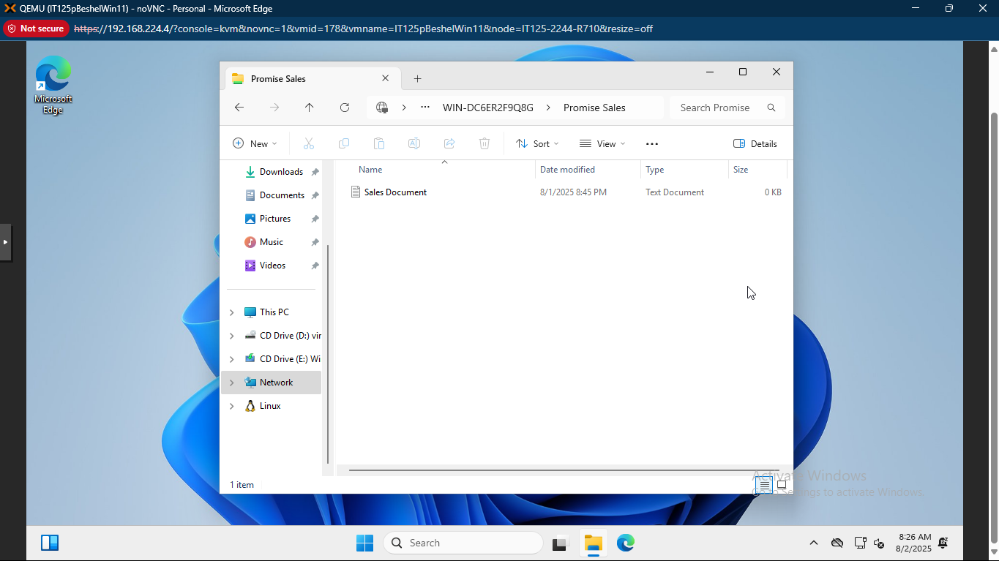 QEMU (IT125pBeshelWin11) - noVNC - Personal - Microsoft Edge
Not secure https://192.168.224.4/?console=kvm&novnc=1&vmid=178&vmname=IT125pBeshelWin11&node=IT125-2244-R710&resize=off
Microsoft
Edge
Promise Sales
WIN-DC6ER2F9Q8G Promise Sales Search Promise
New Sort View Details
Name Date modified Type Size
Sales Document 8/1/2025 8:45 PM Text Document 0 KB
Downloads
Documents
Pictures
Music
Videos
This PC
CD Drive (D:) vir
CD Drive (E:) Wi
Network
Linux
1 item
Activate Windows
Go to Settings to activate Windows.
Search
8:26 AM
8/2/2025